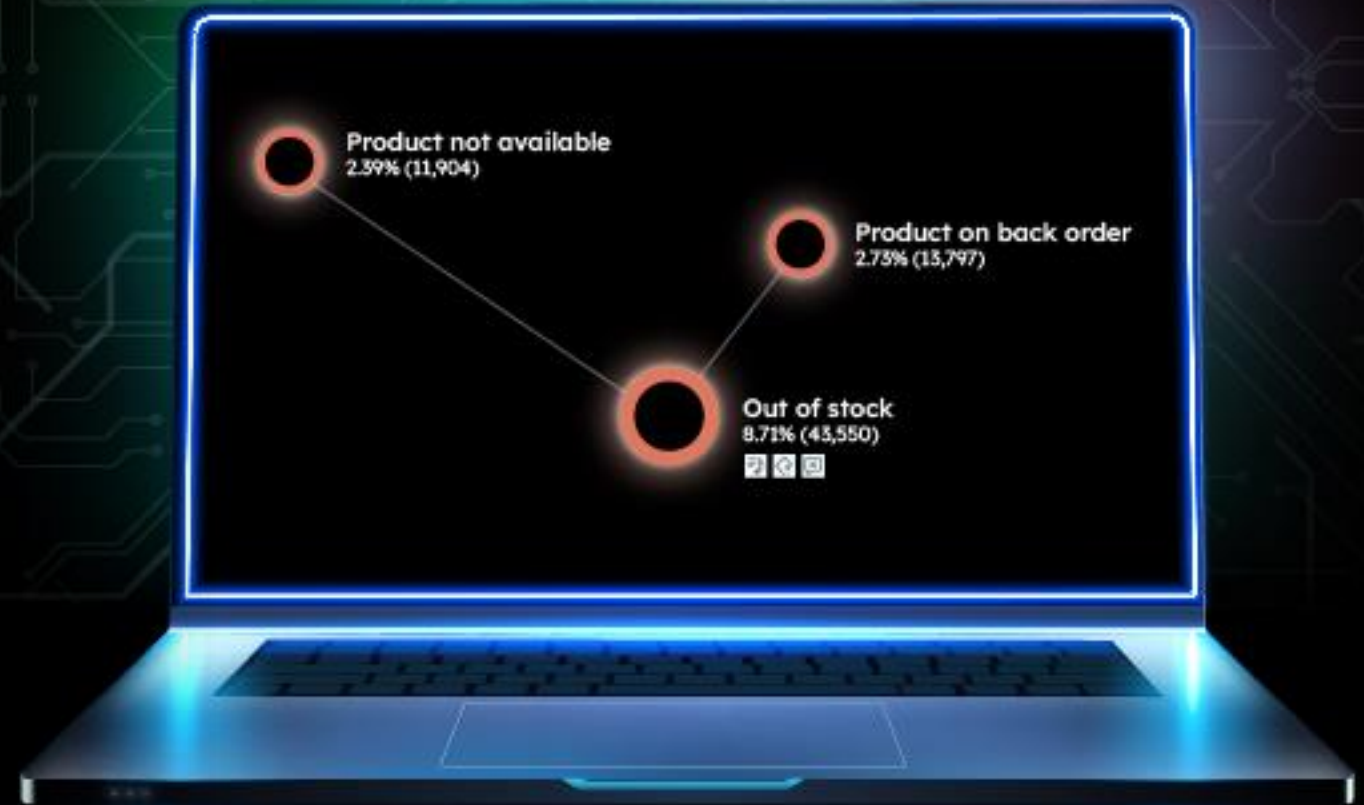 Product not available
2.39% (11,904)
Product on back order
2.73% (13,797)
Out of stock
8.71% (43,550)